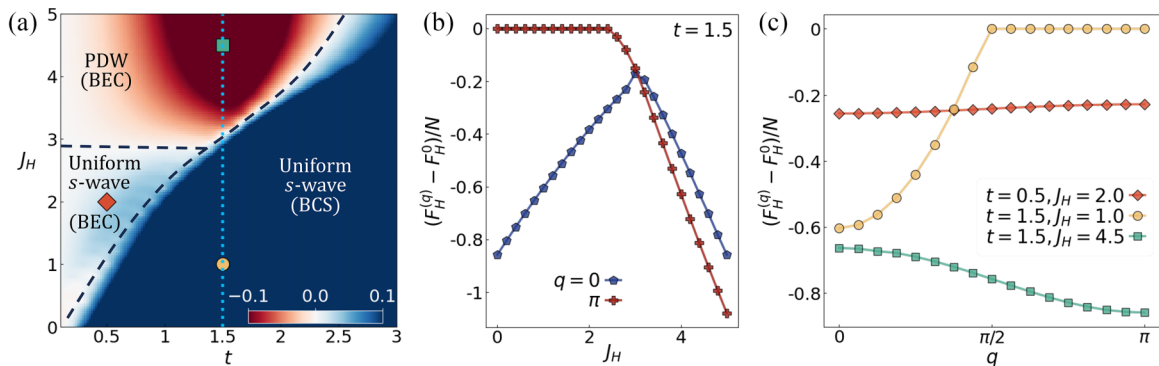 (a)
5
4
3
2
1
0
J_H
0.5
1
1.5
2
2.5
3
t
PDW
(BEC)
Uniform
s-wave
(BEC)
Uniform
s-wave
(BCS)
−0.1 0.0 0.1
(b)
t = 1.5
0
-0.2
-0.4
-0.6
-0.8
-1
(F_H^(q) − F_H^0)/N
q = 0
π
0 2 4
J_H
(c)
0
-0.2
-0.4
-0.6
-0.8
(F_H^(q) − F_H^0)/N
t = 0.5, J_H = 2.0
t = 1.5, J_H = 1.0
t = 1.5, J_H = 4.5
0 π/2 π
q